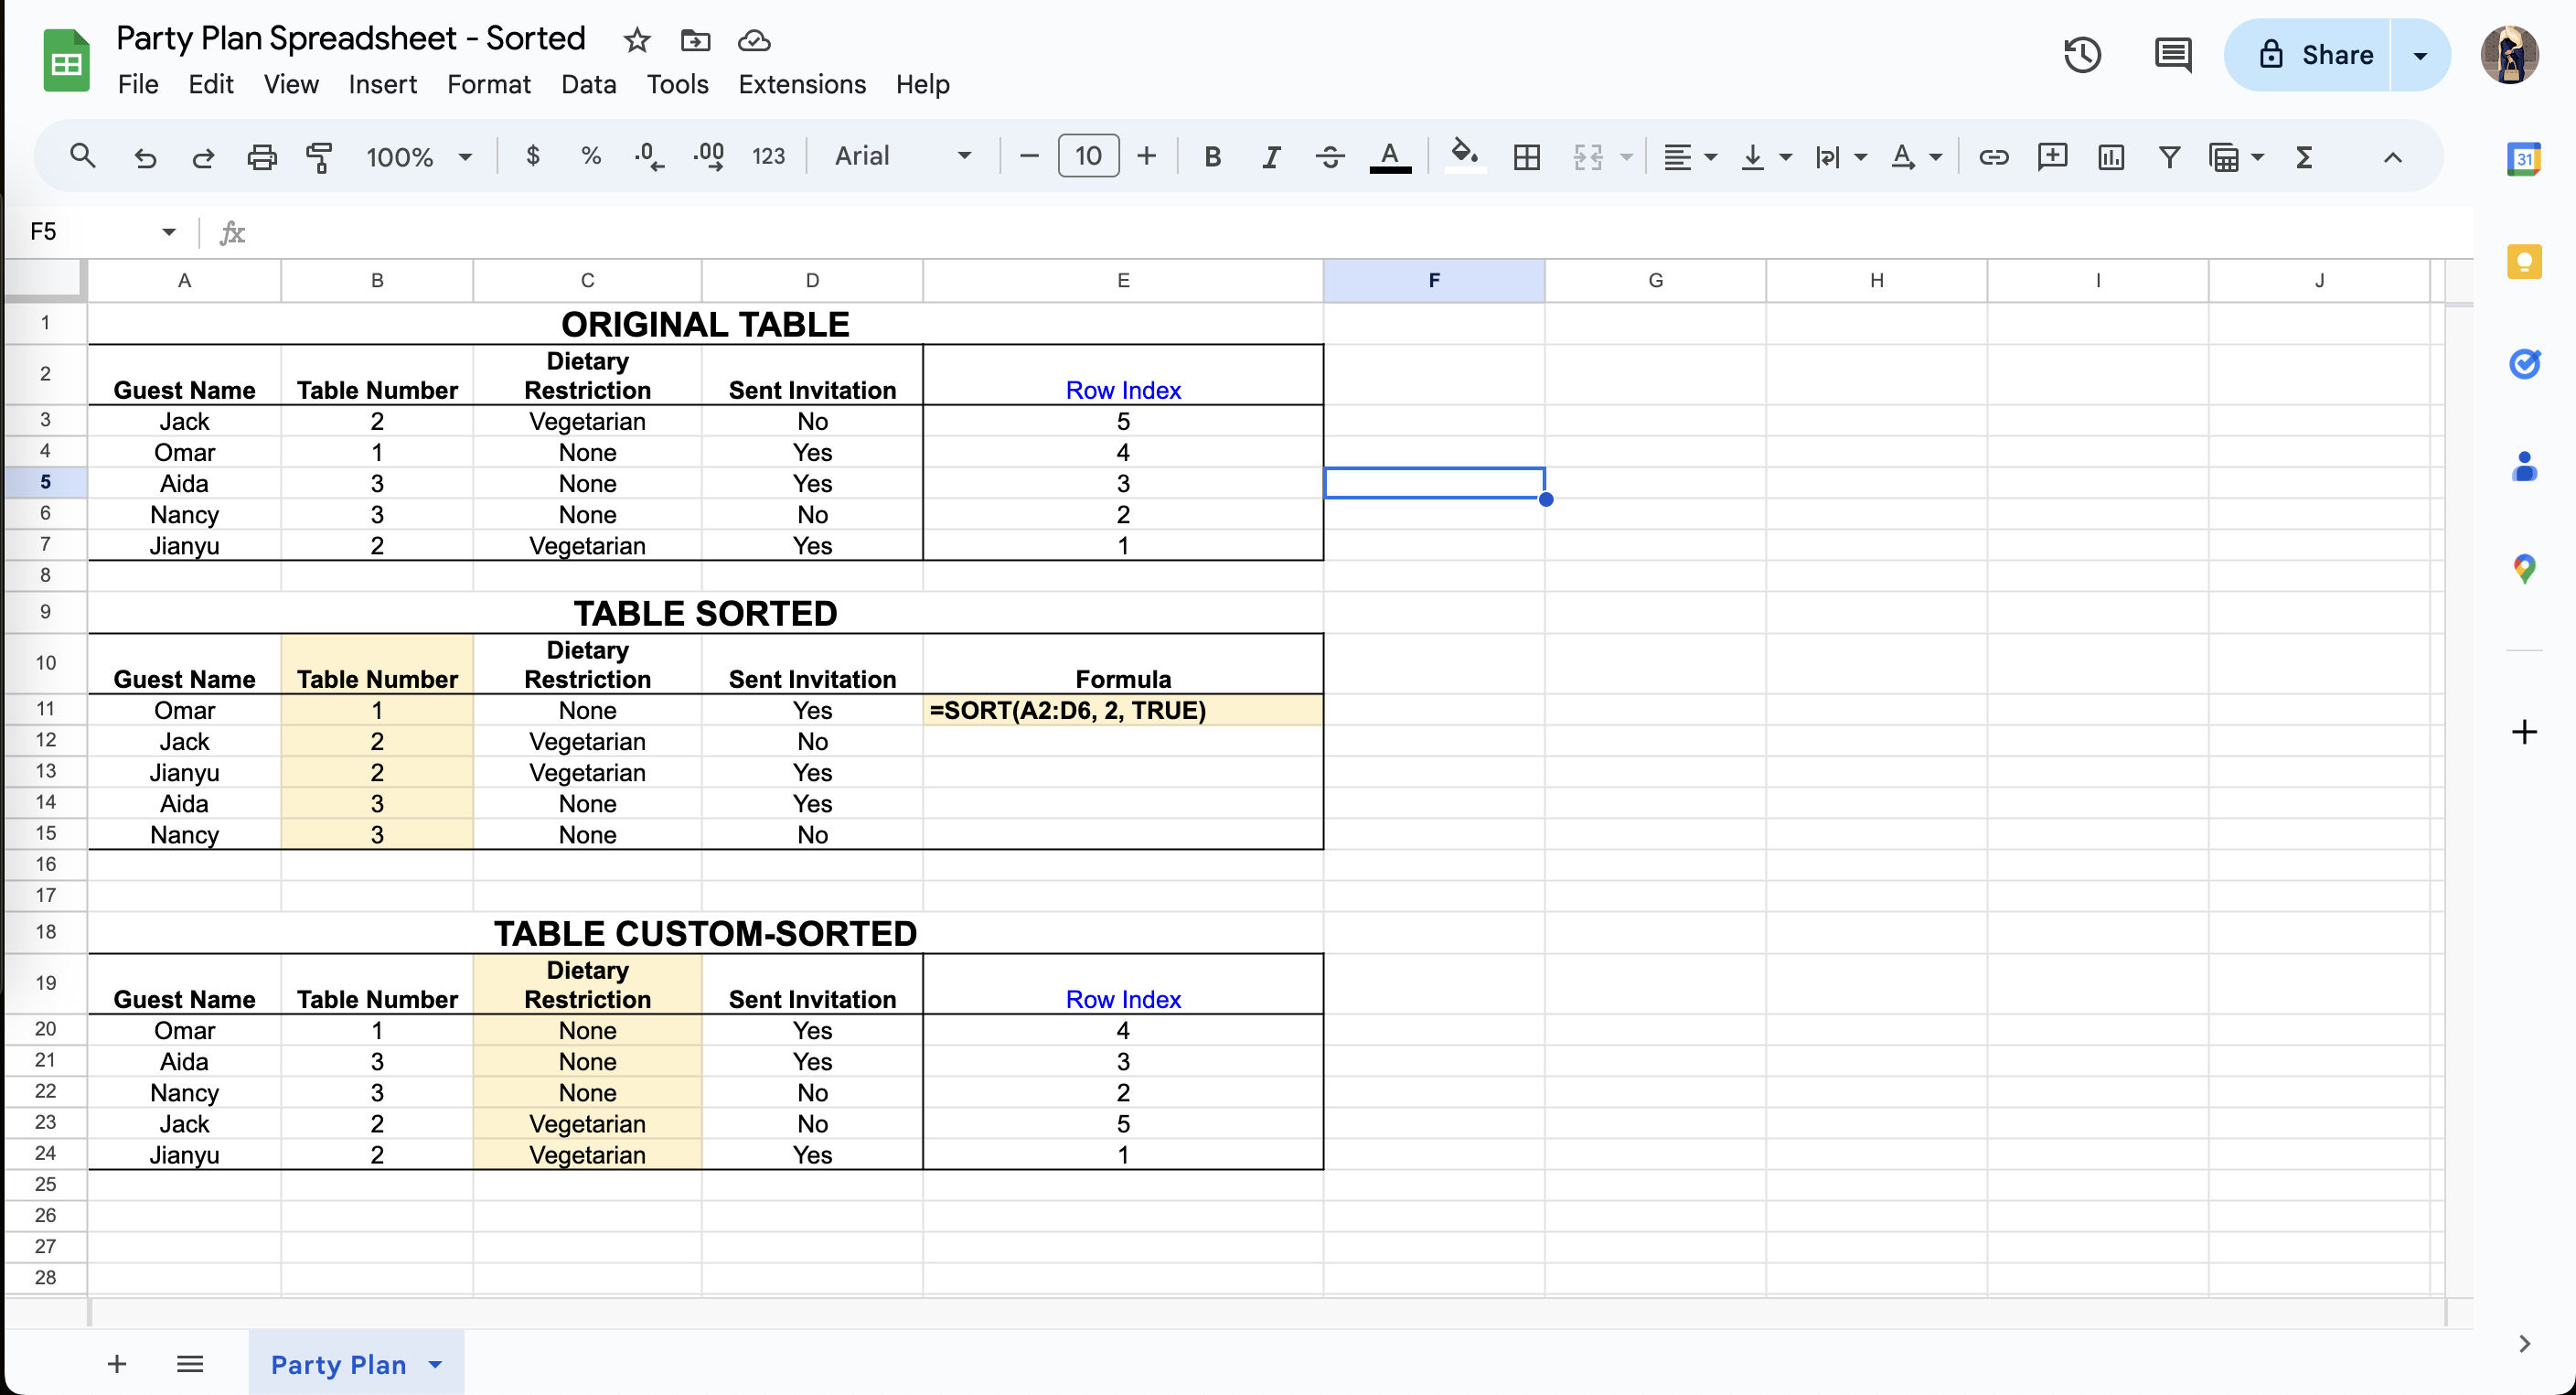 Party Plan Spreadsheet - Sorted
File Edit View Insert Format Data Tools Extensions Help
Share
100% $ % .0 .00 123 Arial 10 B I A A Σ
31
F5 fx
A B C D E F G H I J
1 ORIGINAL TABLE
2 Guest Name Table Number Dietary Restriction Sent Invitation Row Index
3 Jack 2 Vegetarian No 5
4 Omar 1 None Yes 4
5 Aida 3 None Yes 3
6 Nancy 3 None No 2
7 Jianyu 2 Vegetarian Yes 1
8
9 TABLE SORTED
10 Guest Name Table Number Dietary Restriction Sent Invitation Formula
11 Omar 1 None Yes =SORT(A2:D6, 2, TRUE)
12 Jack 2 Vegetarian No
13 Jianyu 2 Vegetarian Yes
14 Aida 3 None Yes
15 Nancy 3 None No
16
17
18 TABLE CUSTOM-SORTED
19 Guest Name Table Number Dietary Restriction Sent Invitation Row Index
20 Omar 1 None Yes 4
21 Aida 3 None Yes 3
22 Nancy 3 None No 2
23 Jack 2 Vegetarian No 5
24 Jianyu 2 Vegetarian Yes 1
25
26
27
28
Party Plan